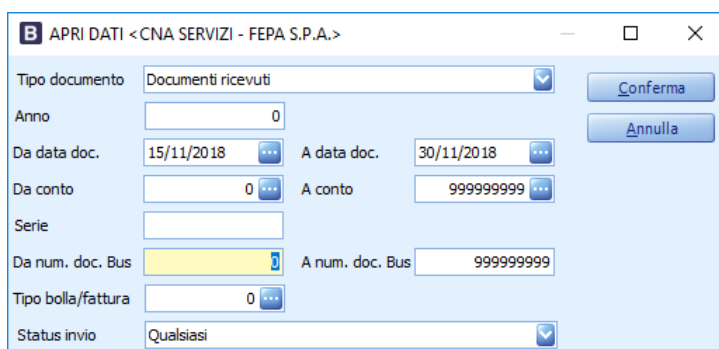 B APRI DATI <CNA SERVIZI - FEPA S.P.A.>
Tipo documento Documenti ricevuti Conferma
Anno 0 Annulla
Da data doc. 15/11/2018 A data doc. 30/11/2018
Da conto 0 A conto 999999999
Serie
Da num. doc. Bus 0 A num. doc. Bus 999999999
Tipo bolla/fattura 0
Status invio Qualsiasi